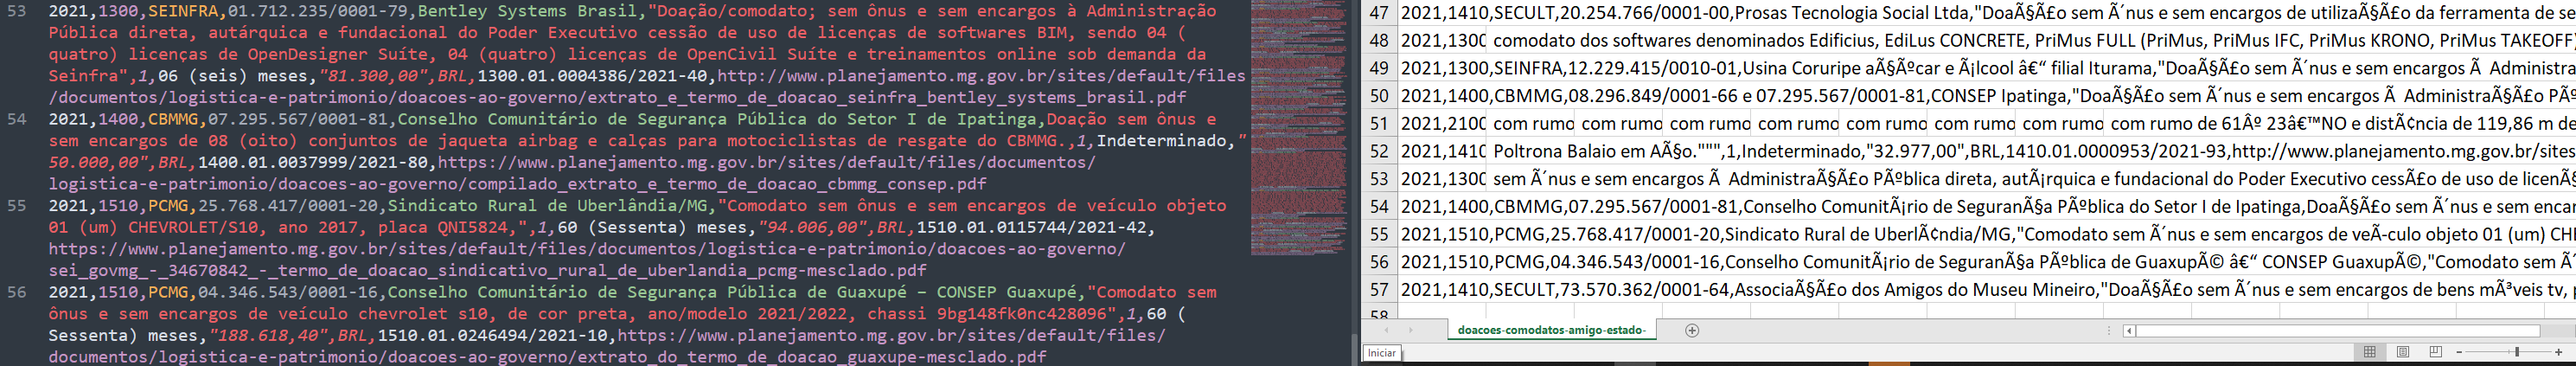 53 2021,1300,SEINFRA,01.712.235/0001-79,Bentley Systems Brasil,"Doação/comodato; sem ônus e sem encargos à Administração
Pública direta, autárquica e fundacional do Poder Executivo cessão de uso de licenças de softwares BIM, sendo 04 (
quatro) licenças de OpenDesigner Suíte, 04 (quatro) licenças de OpenCivil Suíte e treinamentos online sob demanda da
Seinfra",1,06 (seis) meses,"81.300,00",BRL,1300.01.0004386/2021-40,http://www.planejamento.mg.gov.br/sites/default/files
/documentos/logistica-e-patrimonio/doacoes-ao-governo/extrato_e_termo_de_doacao_seinfra_bentley_systems_brasil.pdf
54 2021,1400,CBMMG,07.295.567/0001-81,Conselho Comunitário de Segurança Pública do Setor I de Ipatinga,Doação sem ônus e
sem encargos de 08 (oito) conjuntos de jaqueta airbag e calças para motociclistas de resgate do CBMMG.,1,Indeterminado,"
50.000,00",BRL,1400.01.0037999/2021-80,https://www.planejamento.mg.gov.br/sites/default/files/documentos/
logistica-e-patrimonio/doacoes-ao-governo/compilado_extrato_e_termo_de_doacao_cbmmg_consep.pdf
55 2021,1510,PCMG,25.768.417/0001-20,Sindicato Rural de Uberlândia/MG,"Comodato sem ônus e sem encargos de veículo objeto
01 (um) CHEVROLET/S10, ano 2017, placa QNI5824,",1,60 (Sessenta) meses,"94.006,00",BRL,1510.01.0115744/2021-42,
https://www.planejamento.mg.gov.br/sites/default/files/documentos/logistica-e-patrimonio/doacoes-ao-governo/
sei_govmg_-_34670842_-_termo_de_doacao_sindicativo_rural_de_uberlandia_pcmg-mesclado.pdf
56 2021,1510,PCMG,04.346.543/0001-16,Conselho Comunitário de Segurança Pública de Guaxupé – CONSEP Guaxupé,"Comodato sem
ônus e sem encargos de veículo chevrolet s10, de cor preta, ano/modelo 2021/2022, chassi 9bg148fk0nc428096",1,60 (
Sessenta) meses,"188.618,40",BRL,1510.01.0246494/2021-10,https://www.planejamento.mg.gov.br/sites/default/files/
documentos/logistica-e-patrimonio/doacoes-ao-governo/extrato_do_termo_de_doacao_guaxupe-mesclado.pdf
47 2021,1410,SECULT,20.254.766/0001-00,Prosas Tecnologia Social Ltda,"DoaÃ§Ã£o sem Ã´nus e sem encargos de utilizaÃ§Ã£o da ferramenta de se
48 2021,1300 comodato dos softwares denominados Edificius, EdiLus CONCRETE, PriMus FULL (PriMus, PriMus IFC, PriMus KRONO, PriMus TAKEOFF)
49 2021,1300,SEINFRA,12.229.415/0010-01,Usina Coruripe aÃ§Ãºcar e Ã¡lcool â€“ filial Iturama,"DoaÃ§Ã£o sem Ã´nus e sem encargos Ã  Administra
50 2021,1400,CBMMG,08.296.849/0001-66 e 07.295.567/0001-81,CONSEP Ipatinga,"DoaÃ§Ã£o sem Ã´nus e sem encargos Ã  AdministraÃ§Ã£o PÃº
51 2021,2100 com rumo com rumo com rumo com rumo com rumo com rumo com rumo com rumo de 61Âº 23â€™NO e distÃ¢ncia de 119,86 m de
52 2021,1410 Poltrona Balaio em AÃ§o.""",1,Indeterminado,"32.977,00",BRL,1410.01.0000953/2021-93,http://www.planejamento.mg.gov.br/sites
53 2021,1300 sem Ã´nus e sem encargos Ã  AdministraÃ§Ã£o PÃºblica direta, autÃ¡rquica e fundacional do Poder Executivo cessÃ£o de uso de licenÃ§
54 2021,1400,CBMMG,07.295.567/0001-81,Conselho ComunitÃ¡rio de SeguranÃ§a PÃºblica do Setor I de Ipatinga,DoaÃ§Ã£o sem Ã´nus e sem encar
55 2021,1510,PCMG,25.768.417/0001-20,Sindicato Rural de UberlÃ¢ndia/MG,"Comodato sem Ã´nus e sem encargos de veÃ-culo objeto 01 (um) CHE
56 2021,1510,PCMG,04.346.543/0001-16,Conselho ComunitÃ¡rio de SeguranÃ§a PÃºblica de GuaxupÃ© â€“ CONSEP GuaxupÃ©,"Comodato sem Ã´
57 2021,1410,SECULT,73.570.362/0001-64,AssociaÃ§Ã£o dos Amigos do Museu Mineiro,"DoaÃ§Ã£o sem Ã´nus e sem encargos de bens mÃ³veis tv, p
58
doacoes-comodatos-amigo-estado-
Iniciar